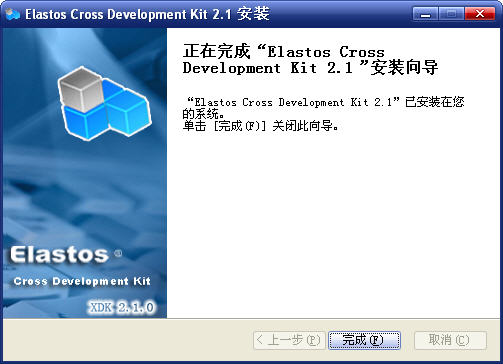 Elastos Cross Development Kit 2.1 安装
正在完成“Elastos Cross
Development Kit 2.1 ”安装向导
“Elastos Cross Development Kit 2.1”已安装在您
的系统。
单击 [完成(F)] 关闭此向导。
Elastos ®
Cross Development Kit
XDK 2.1.0
< 上一步(P)
完成(F)
取消(C)